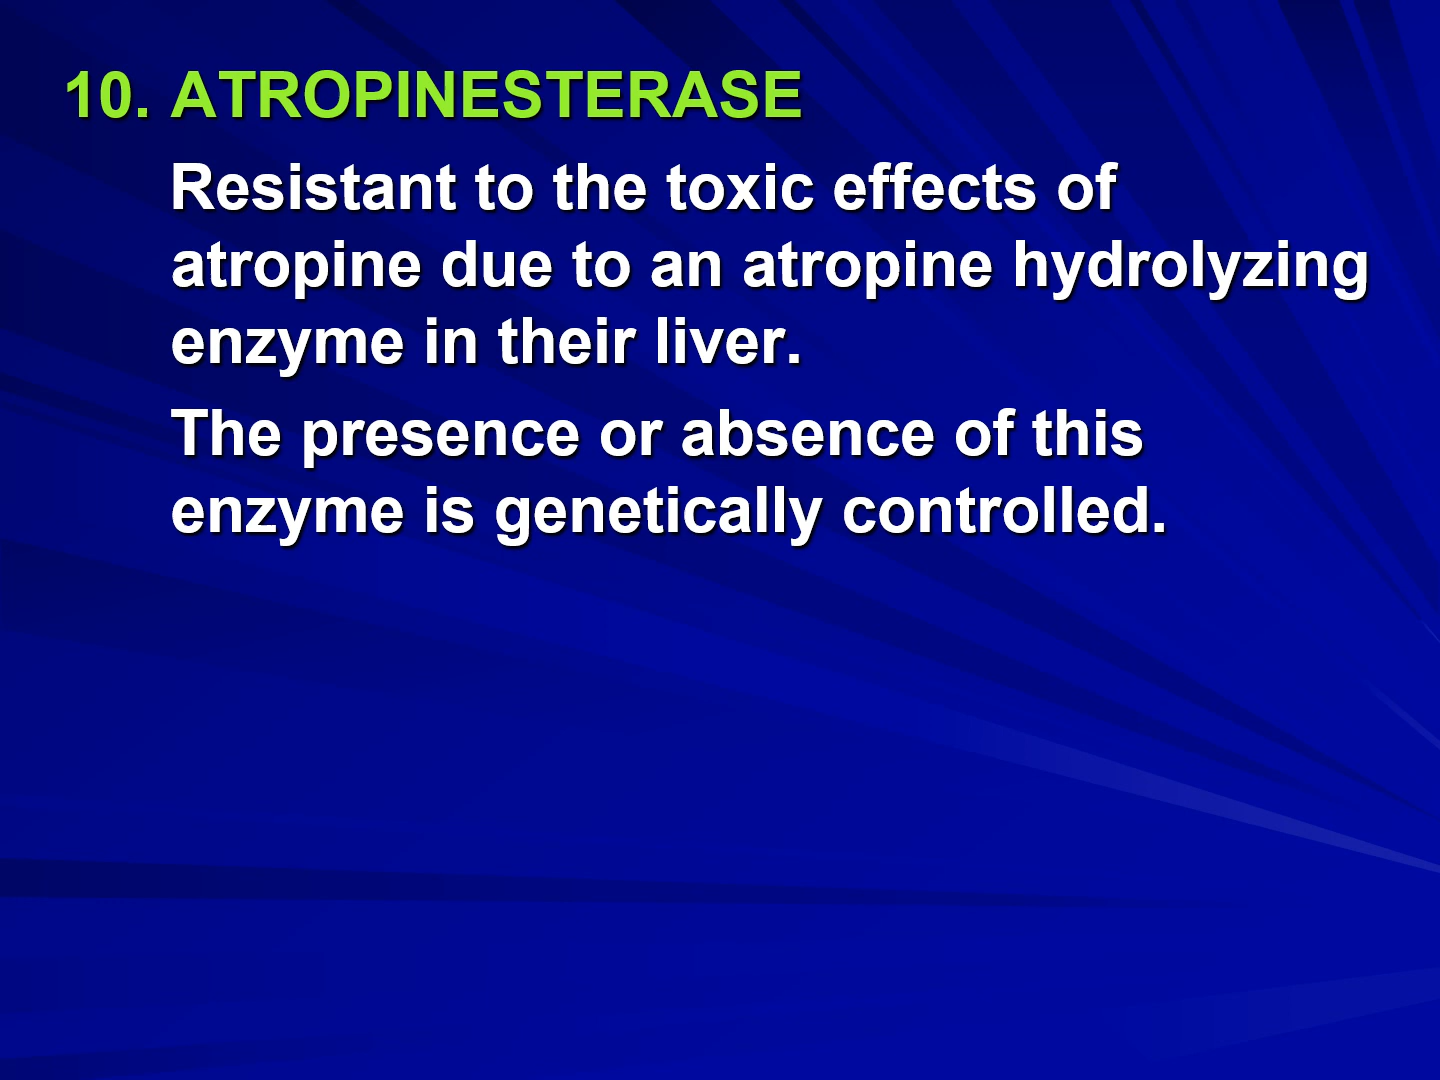 10. ATROPINESTERASE
Resistant to the toxic effects of
atropine due to an atropine hydrolyzing
enzyme in their liver.
The presence or absence of this
enzyme is genetically controlled.